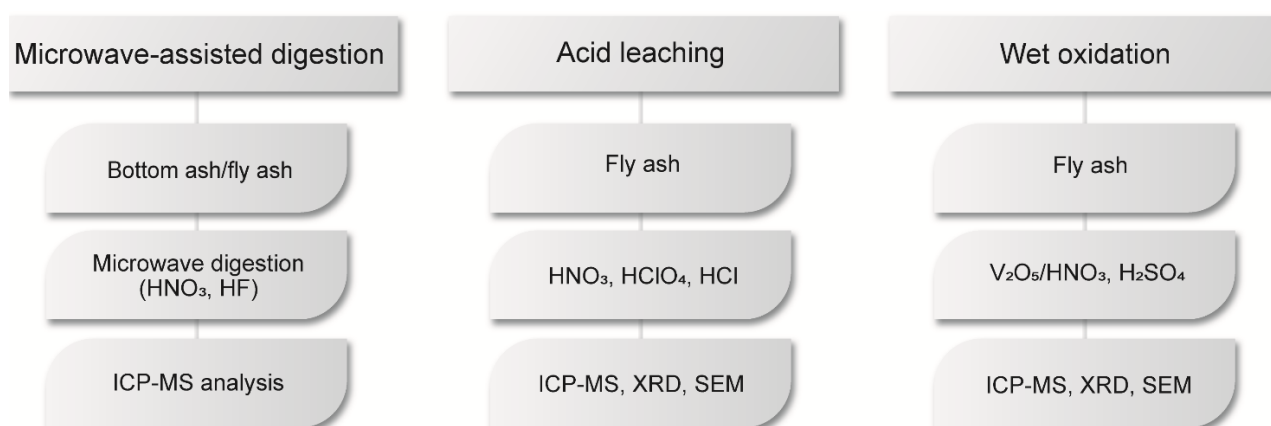 Microwave-assisted digestion
Bottom ash/fly ash
Microwave digestion
(HNO₃, HF)
ICP-MS analysis
Acid leaching
Fly ash
HNO₃, HClO₄, HCl
ICP-MS, XRD, SEM
Wet oxidation
Fly ash
V₂O₅/HNO₃, H₂SO₄
ICP-MS, XRD, SEM